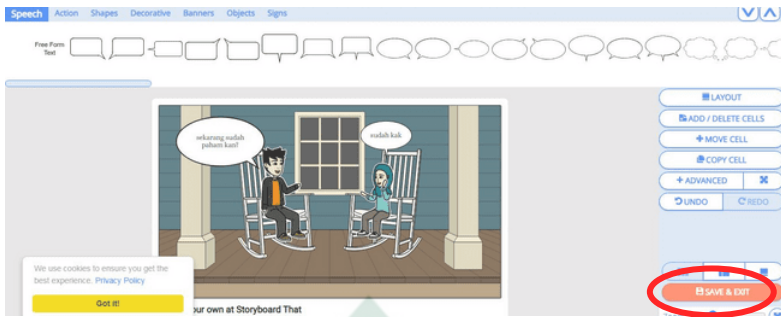 Speech Action Shapes Decorative Banners Objects Signs
Free Form
Text
LAYOUT
ADD / DELETE CELLS
MOVE CELL
COPY CELL
+ ADVANCED
UNDO REDO
sekarang sudah
paham kan?
sudah kak
We use cookies to ensure you get the
best experience. Privacy Policy
Got it!
SAVE & EXIT
our own at Storyboard That